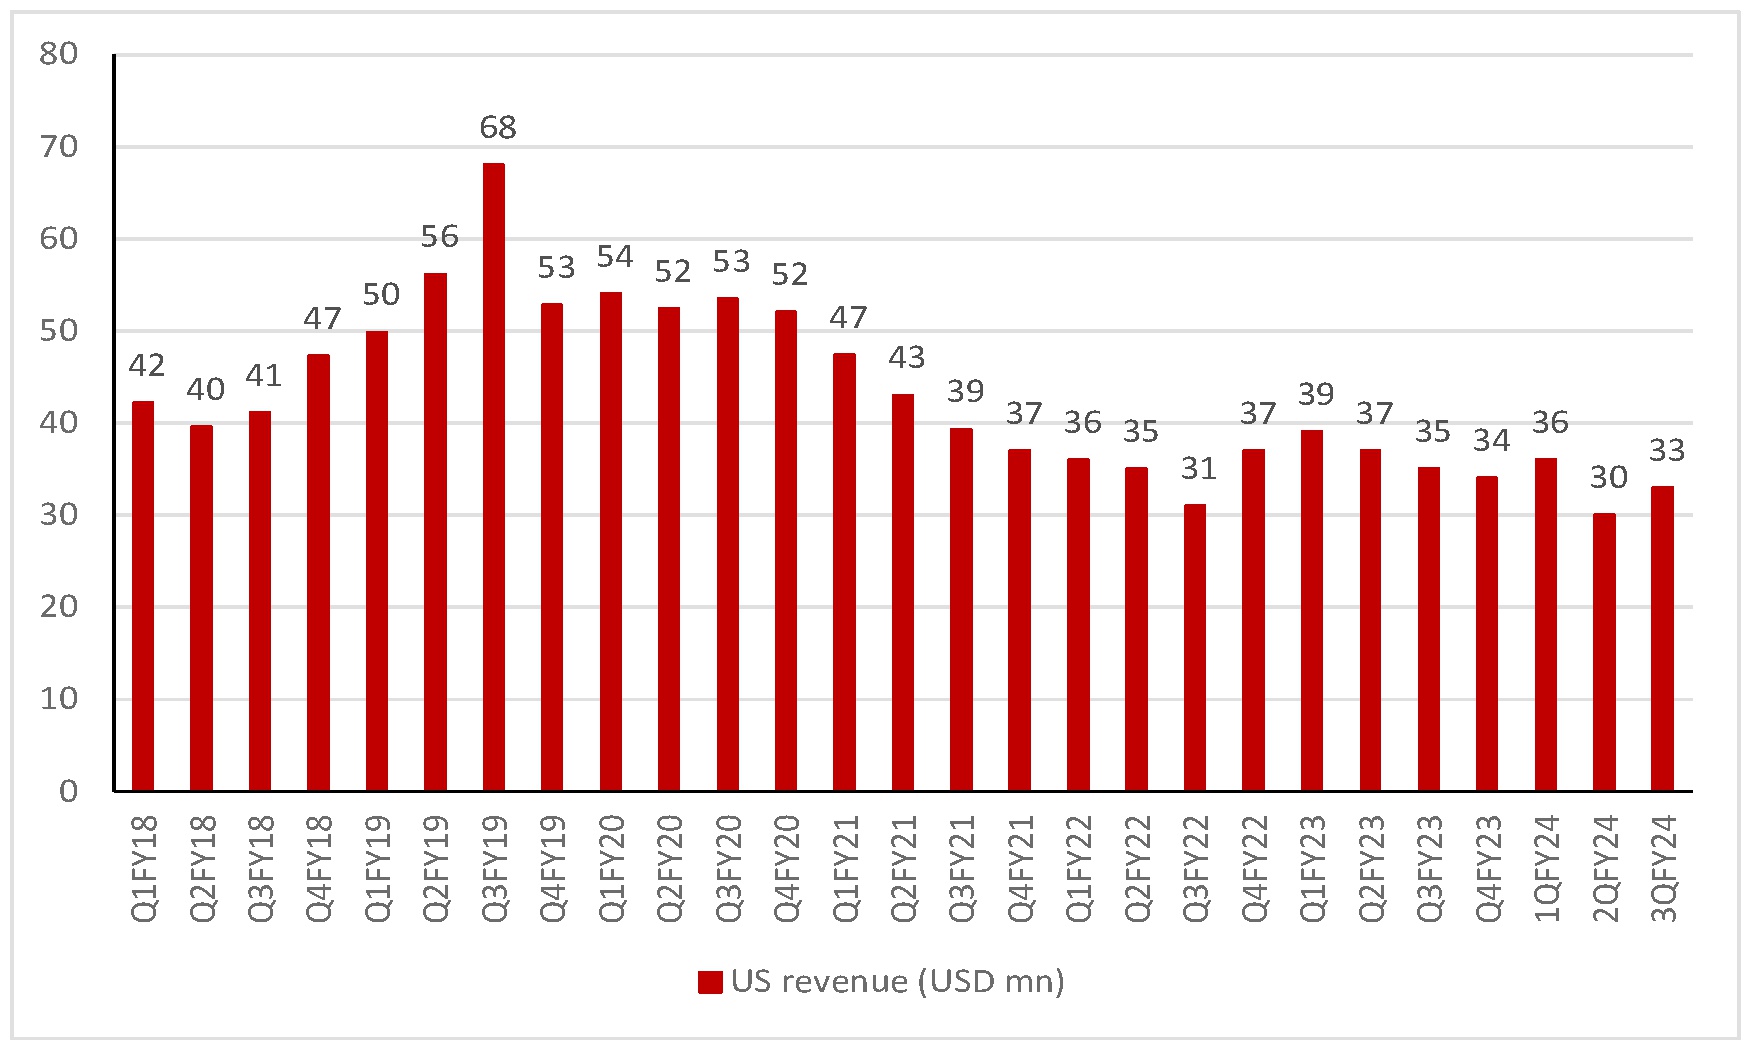 80
70
60
50
40
30
20
10
0
42
40
41
47
50
56
68
53
54
52
53
52
47
43
39
37
36
35
31
37
39
37
35
34
36
30
33
Q1FY18
Q2FY18
Q3FY18
Q4FY18
Q1FY19
Q2FY19
Q3FY19
Q4FY19
Q1FY20
Q2FY20
Q3FY20
Q4FY20
Q1FY21
Q2FY21
Q3FY21
Q4FY21
Q1FY22
Q2FY22
Q3FY22
Q4FY22
Q1FY23
Q2FY23
Q3FY23
Q4FY23
1QFY24
2QFY24
3QFY24
US revenue (USD mn)